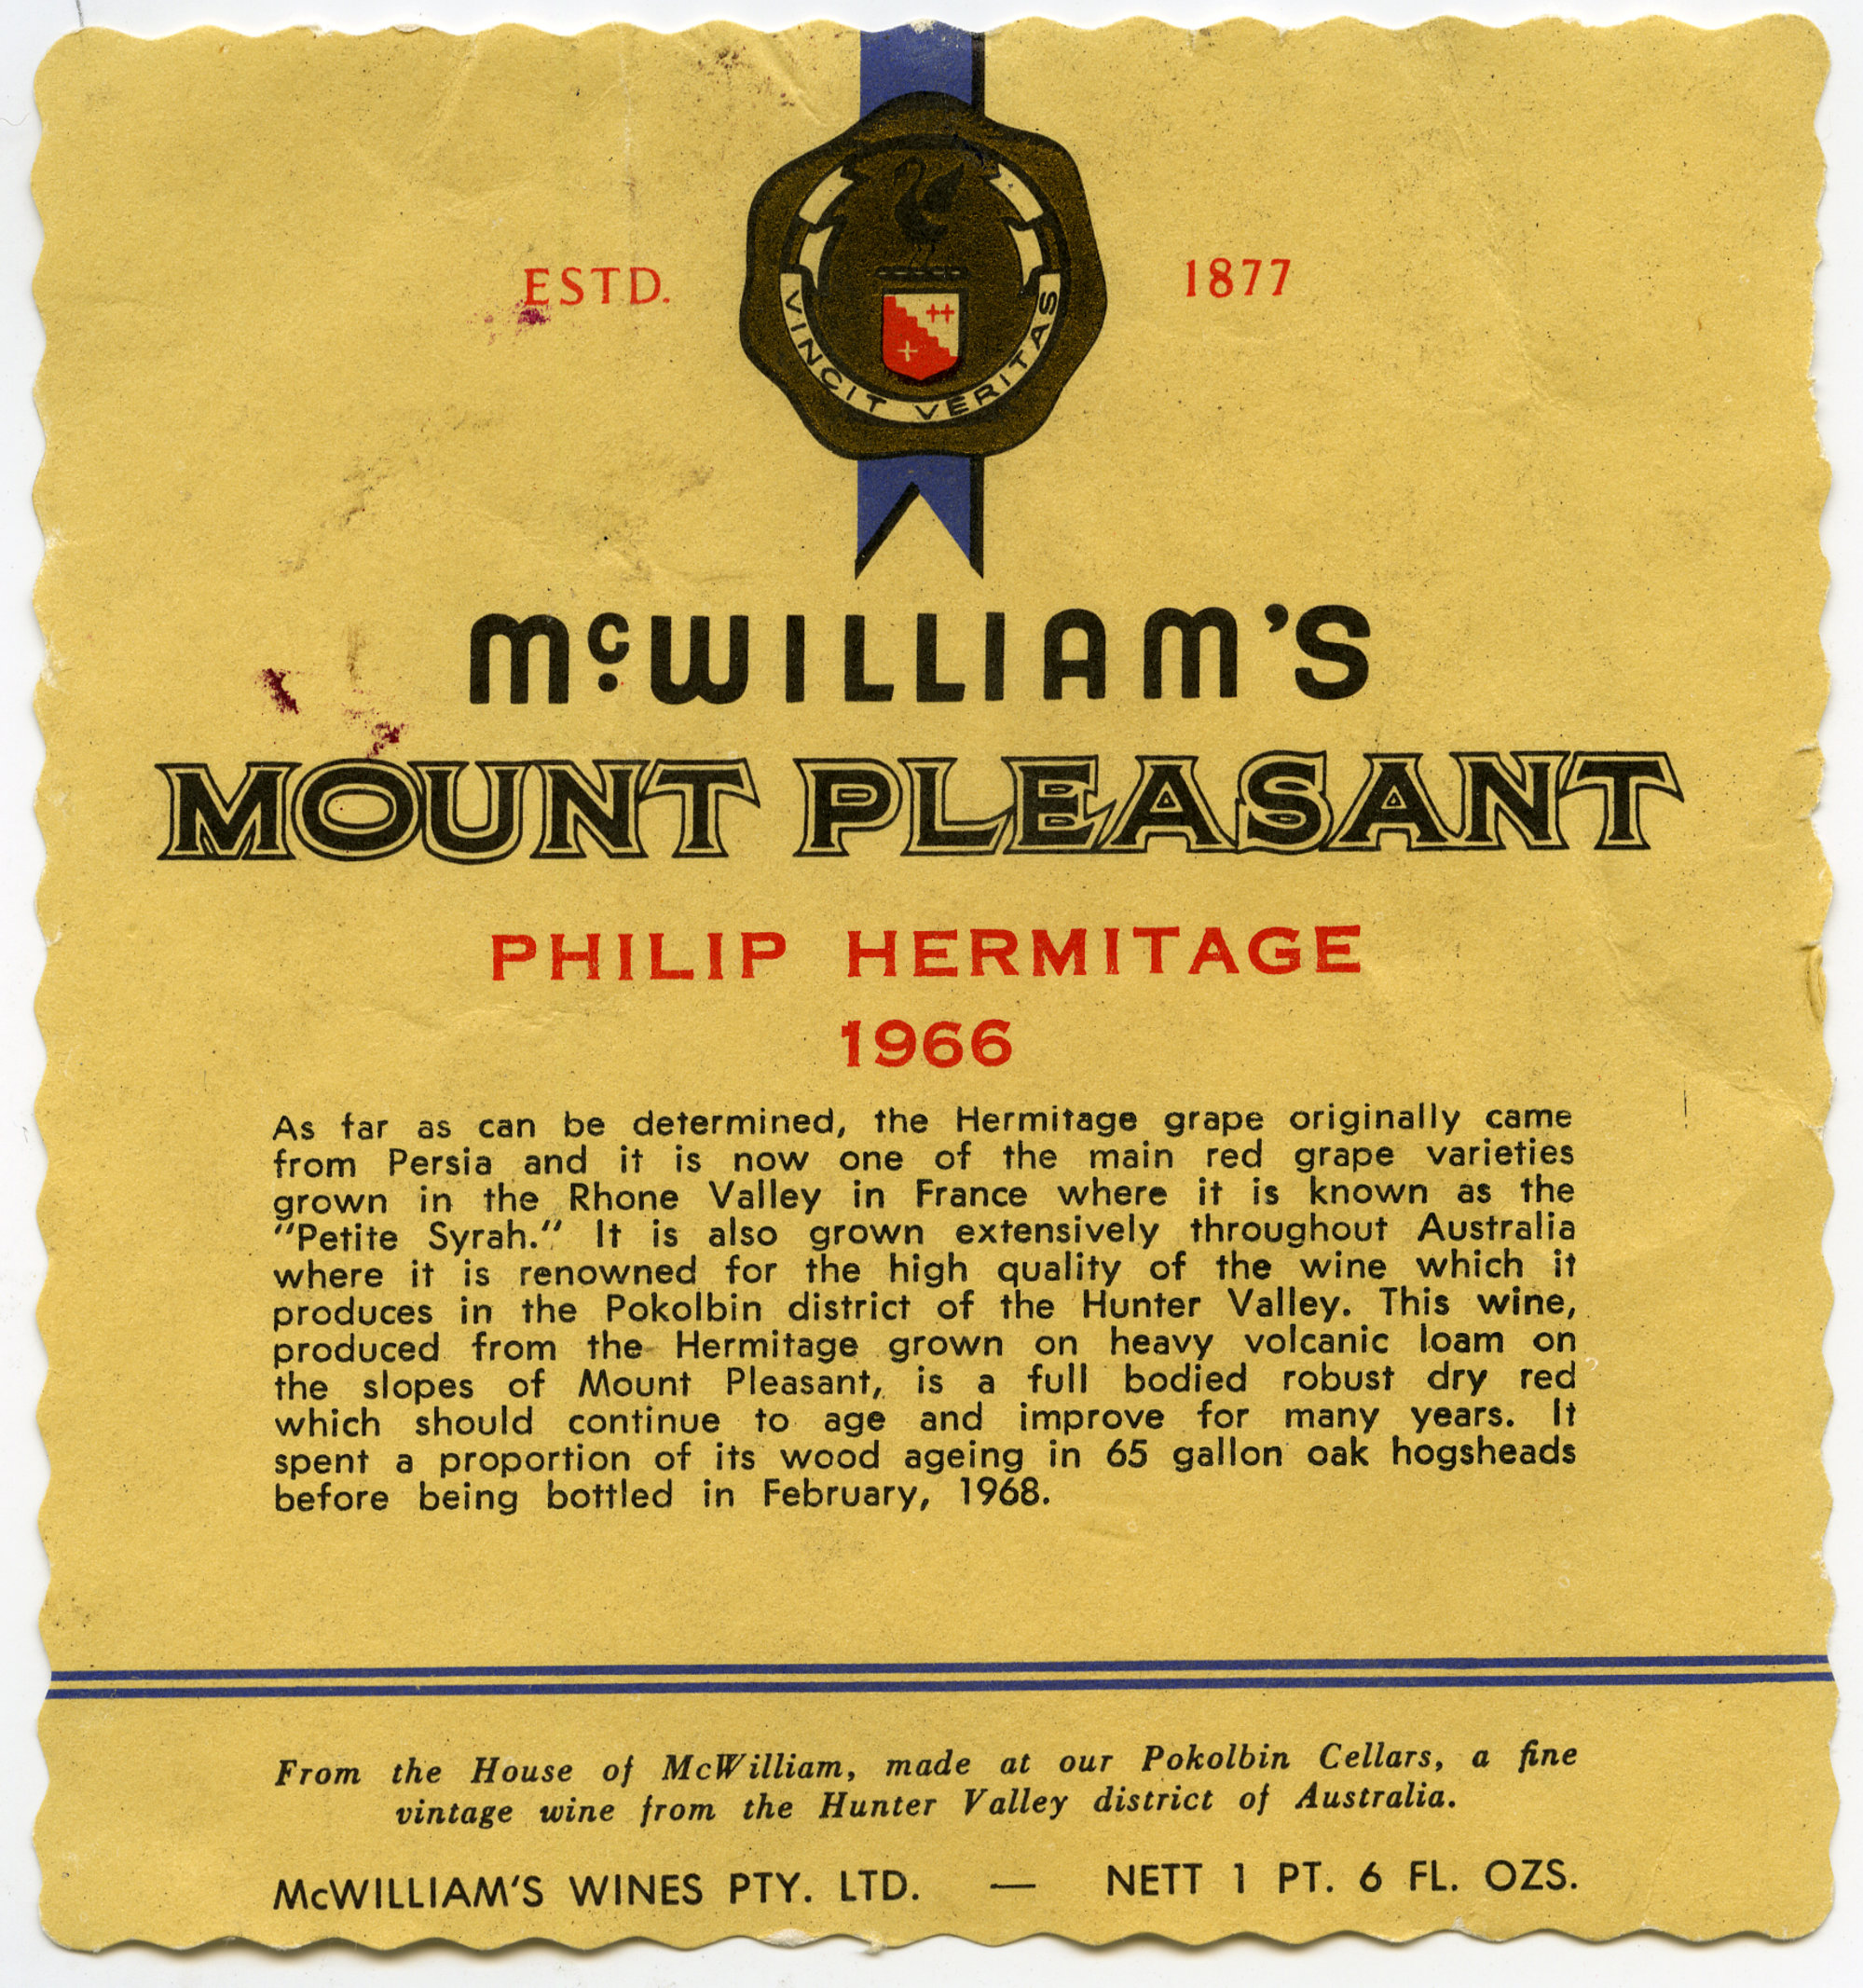 ESTD. 1877
VINCIT VERITAS
McWILLIAM'S
MOUNT PLEASANT
PHILIP HERMITAGE
1966
As far as can be determined, the Hermitage grape originally came
from Persia and it is now one of the main red grape varieties
grown in the Rhone Valley in France where it is known as the
"Petite Syrah." It is also grown extensively throughout Australia
where it is renowned for the high quality of the wine which it
produces in the Pokolbin district of the Hunter Valley. This wine,
produced from the Hermitage grown on heavy volcanic loam on
the slopes of Mount Pleasant, is a full bodied robust dry red
which should continue to age and improve for many years. It
spent a proportion of its wood ageing in 65 gallon oak hogsheads
before being bottled in February, 1968.
From the House of McWilliam, made at our Pokolbin Cellars, a fine
vintage wine from the Hunter Valley district of Australia.
McWILLIAM'S WINES PTY. LTD. — NETT 1 PT. 6 FL. OZS.